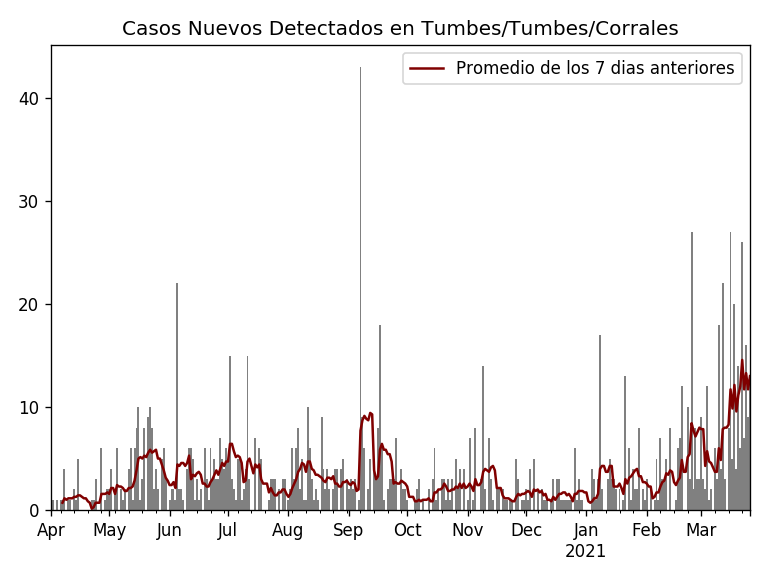 Casos Nuevos Detectados en Tumbes/Tumbes/Corrales
Promedio de los 7 dias anteriores
40
30
20
10
0
Apr May Jun Jul Aug Sep Oct Nov Dec Jan Feb Mar
2021